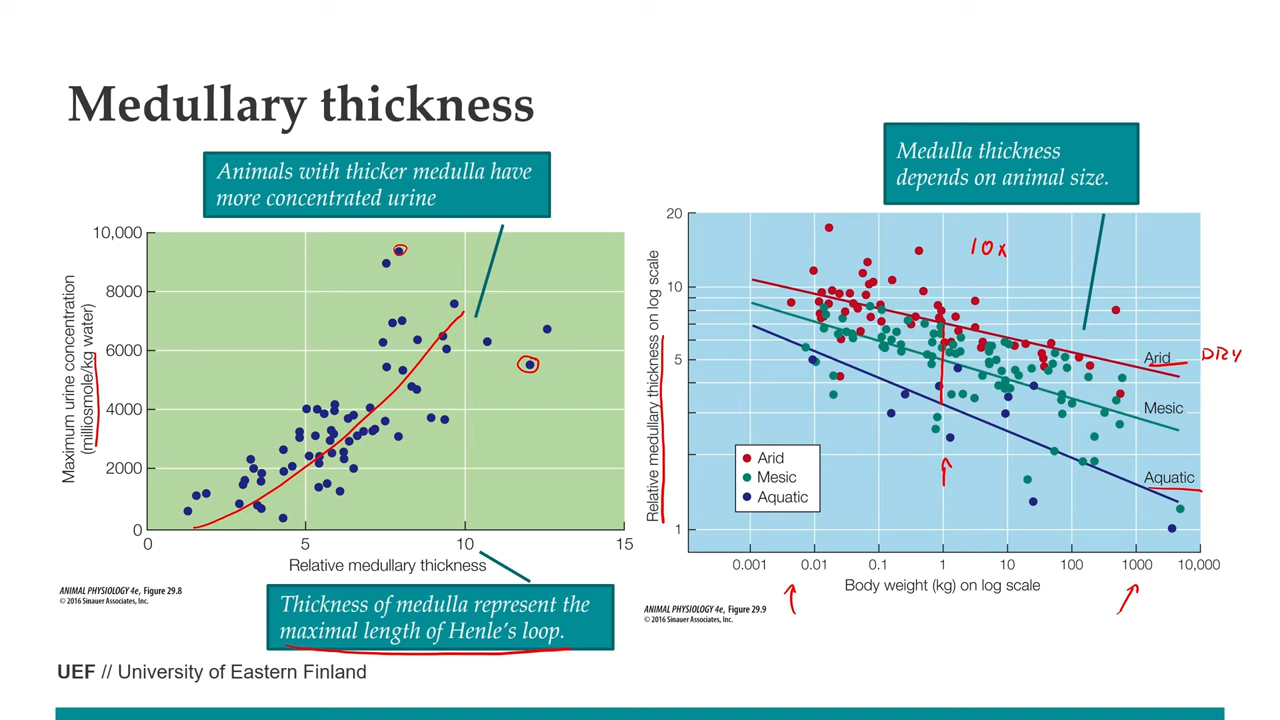 Medullary thickness
Animals with thicker medulla have
more concentrated urine
Medulla thickness
depends on animal size.
Maximum urine concentration
(milliosmole/kg water)
10,000
8000
6000
4000
2000
0
0
5
10
15
Relative medullary thickness
ANIMAL PHYSIOLOGY 4e, Figure 29.8
© 2016 Sinauer Associates, Inc.
Thickness of medulla represent the
maximal length of Henle's loop.
Relative medullary thickness on log scale
20
10
5
1
10x
Arid
DRY
Mesic
Aquatic
Arid
Mesic
Aquatic
0.001
0.01
0.1
1
10
100
1000
10,000
Body weight (kg) on log scale
ANIMAL PHYSIOLOGY 4e, Figure 29.9
© 2016 Sinauer Associates, Inc.
UEF // University of Eastern Finland